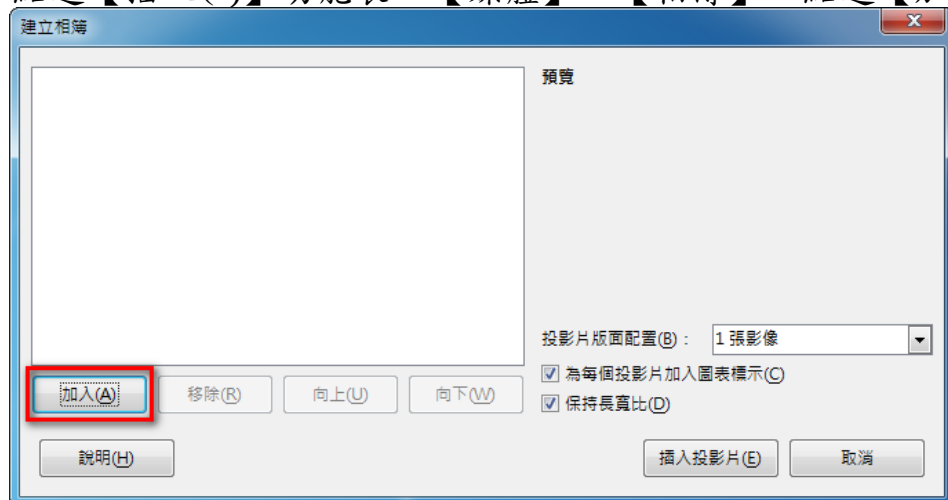 建立相簿
預覽
投影片版面配置(B)： 1 張影像
為每個投影片加入圖表標示(C)
加入(A) 移除(R) 向上(U) 向下(W)
保持長寬比(D)
說明(H) 插入投影片(E) 取消